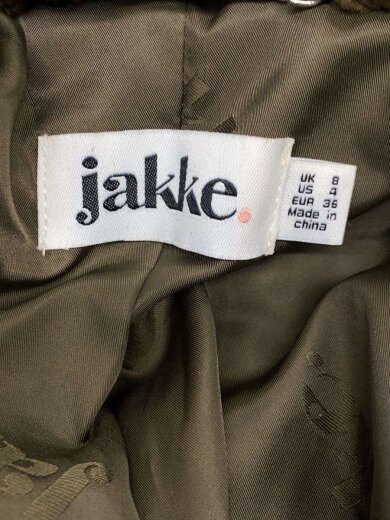 jakke.
UK 8
US 4
EUR 36
Made in
china